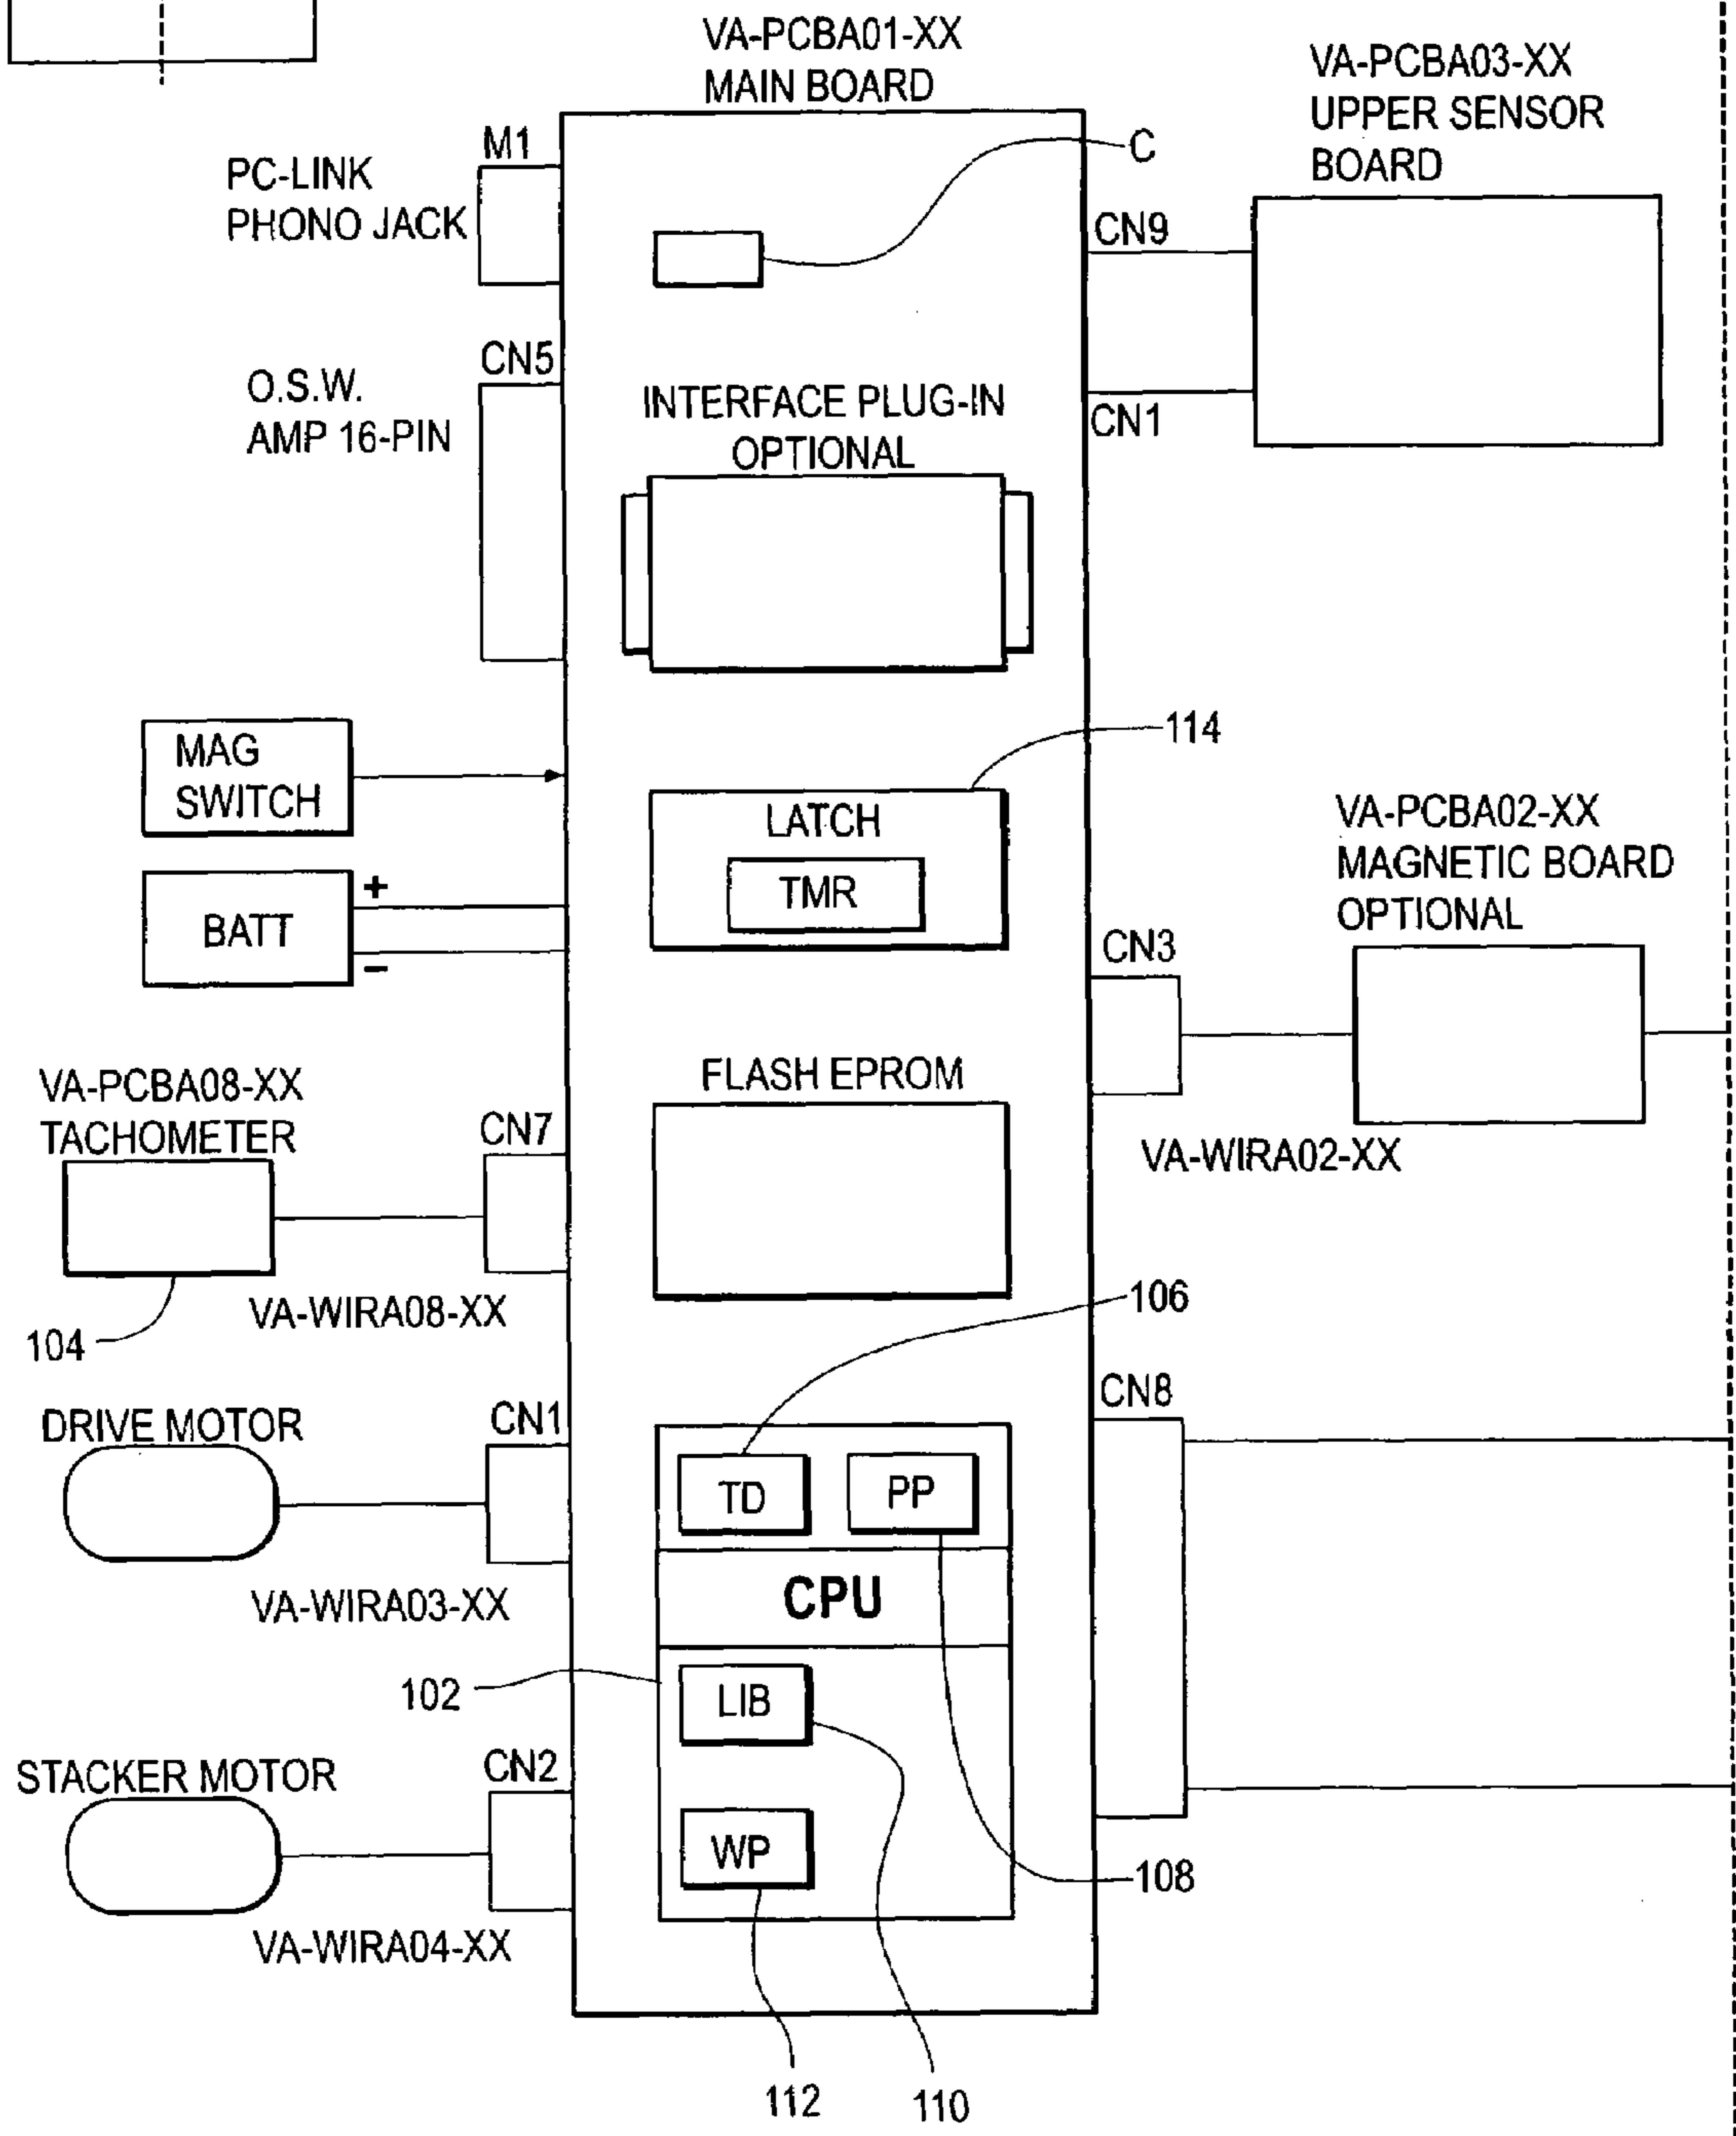 VA-PCBA01-XX
MAIN BOARD
VA-PCBA03-XX
UPPER SENSOR
BOARD
M1
PC-LINK
PHONO JACK
C
CN9
CN1
CN5
O.S.W.
AMP 16-PIN
INTERFACE PLUG-IN
OPTIONAL
114
MAG
SWITCH
LATCH
TMR
BATT
+
−
VA-PCBA02-XX
MAGNETIC BOARD
OPTIONAL
CN3
VA-WIRA02-XX
FLASH EPROM
VA-PCBA08-XX
TACHOMETER
CN7
VA-WIRA08-XX
104
106
DRIVE MOTOR
CN1
VA-WIRA03-XX
CN8
TD
PP
CPU
102
LIB
WP
STACKER MOTOR
CN2
VA-WIRA04-XX
108
112
110